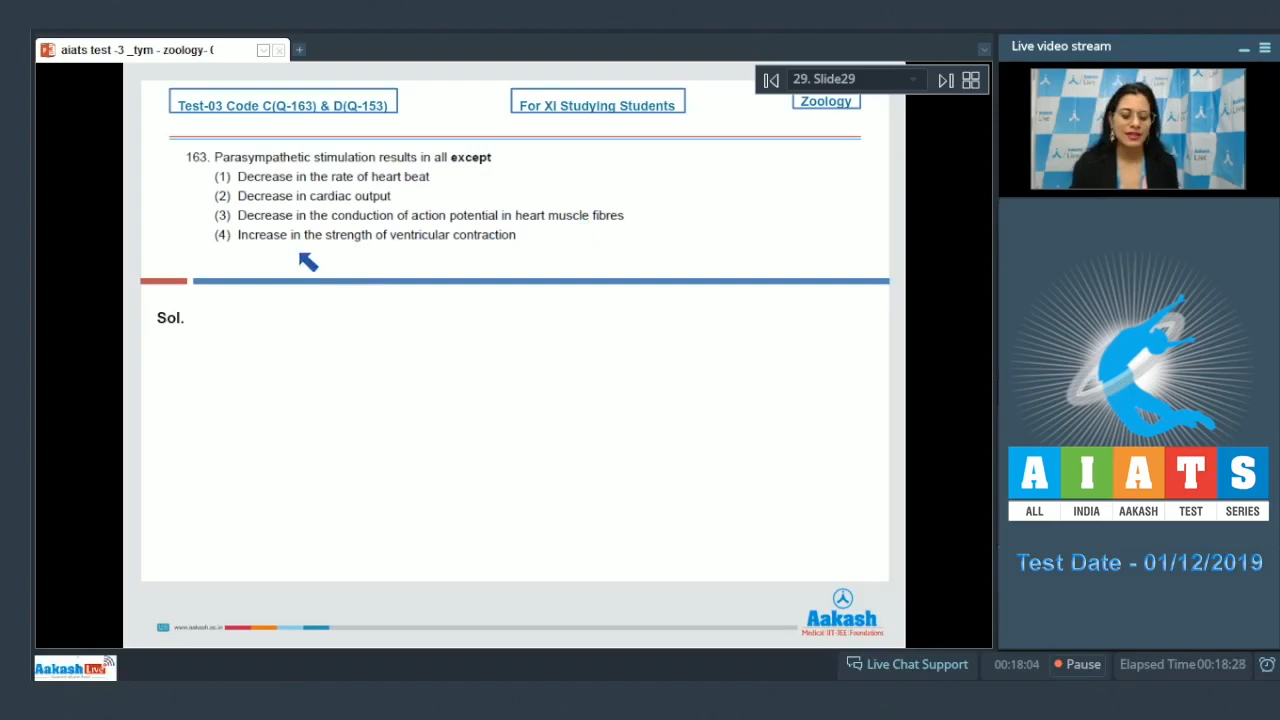 aiats test -3 _tym - zoology- (
Live video stream
29. Slide29
Test-03 Code C(Q-163) & D(Q-153)
For XI Studying Students
Zoology
163. Parasympathetic stimulation results in all except
(1) Decrease in the rate of heart beat
(2) Decrease in cardiac output
(3) Decrease in the conduction of action potential in heart muscle fibres
(4) Increase in the strength of ventricular contraction
Sol.
A I A T S
ALL INDIA AAKASH TEST SERIES
Test Date - 01/12/2019
www.aakash.ac.in
Aakash
Medical|IIT-JEE|Foundations
Aakash Live
Live Chat Support
00:18:04
Pause
Elapsed Time 00:18:28